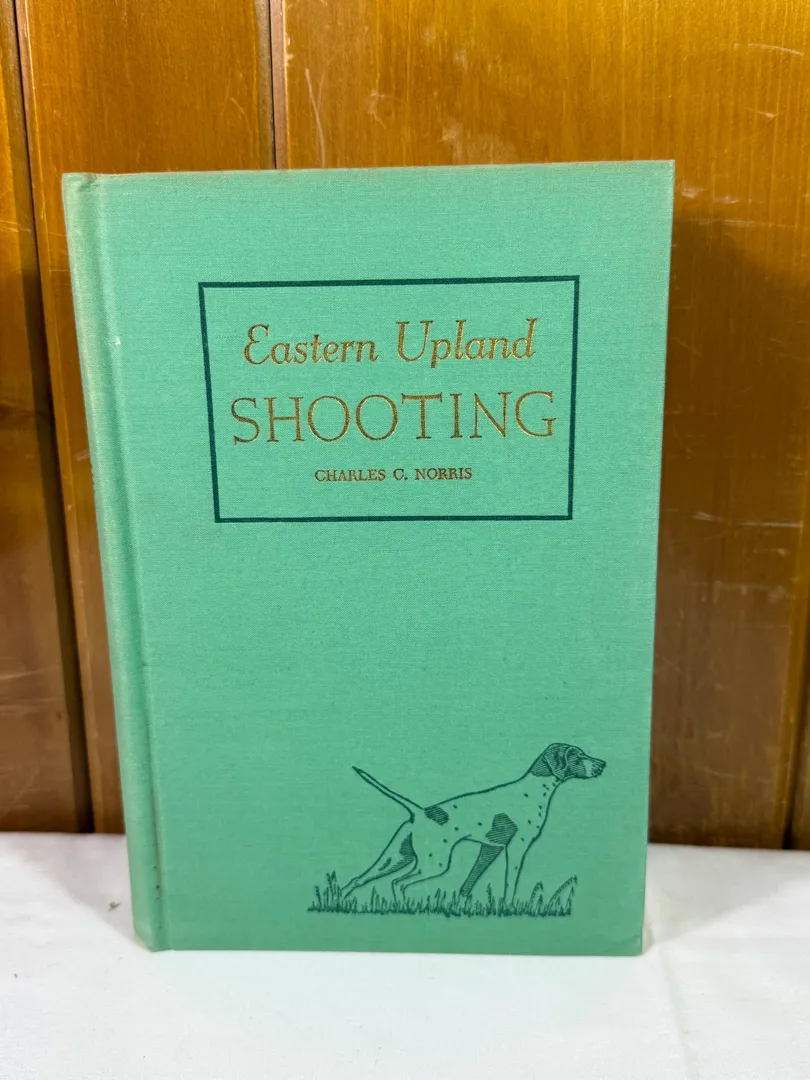 Eastern Upland
SHOOTING
CHARLES C. NORRIS